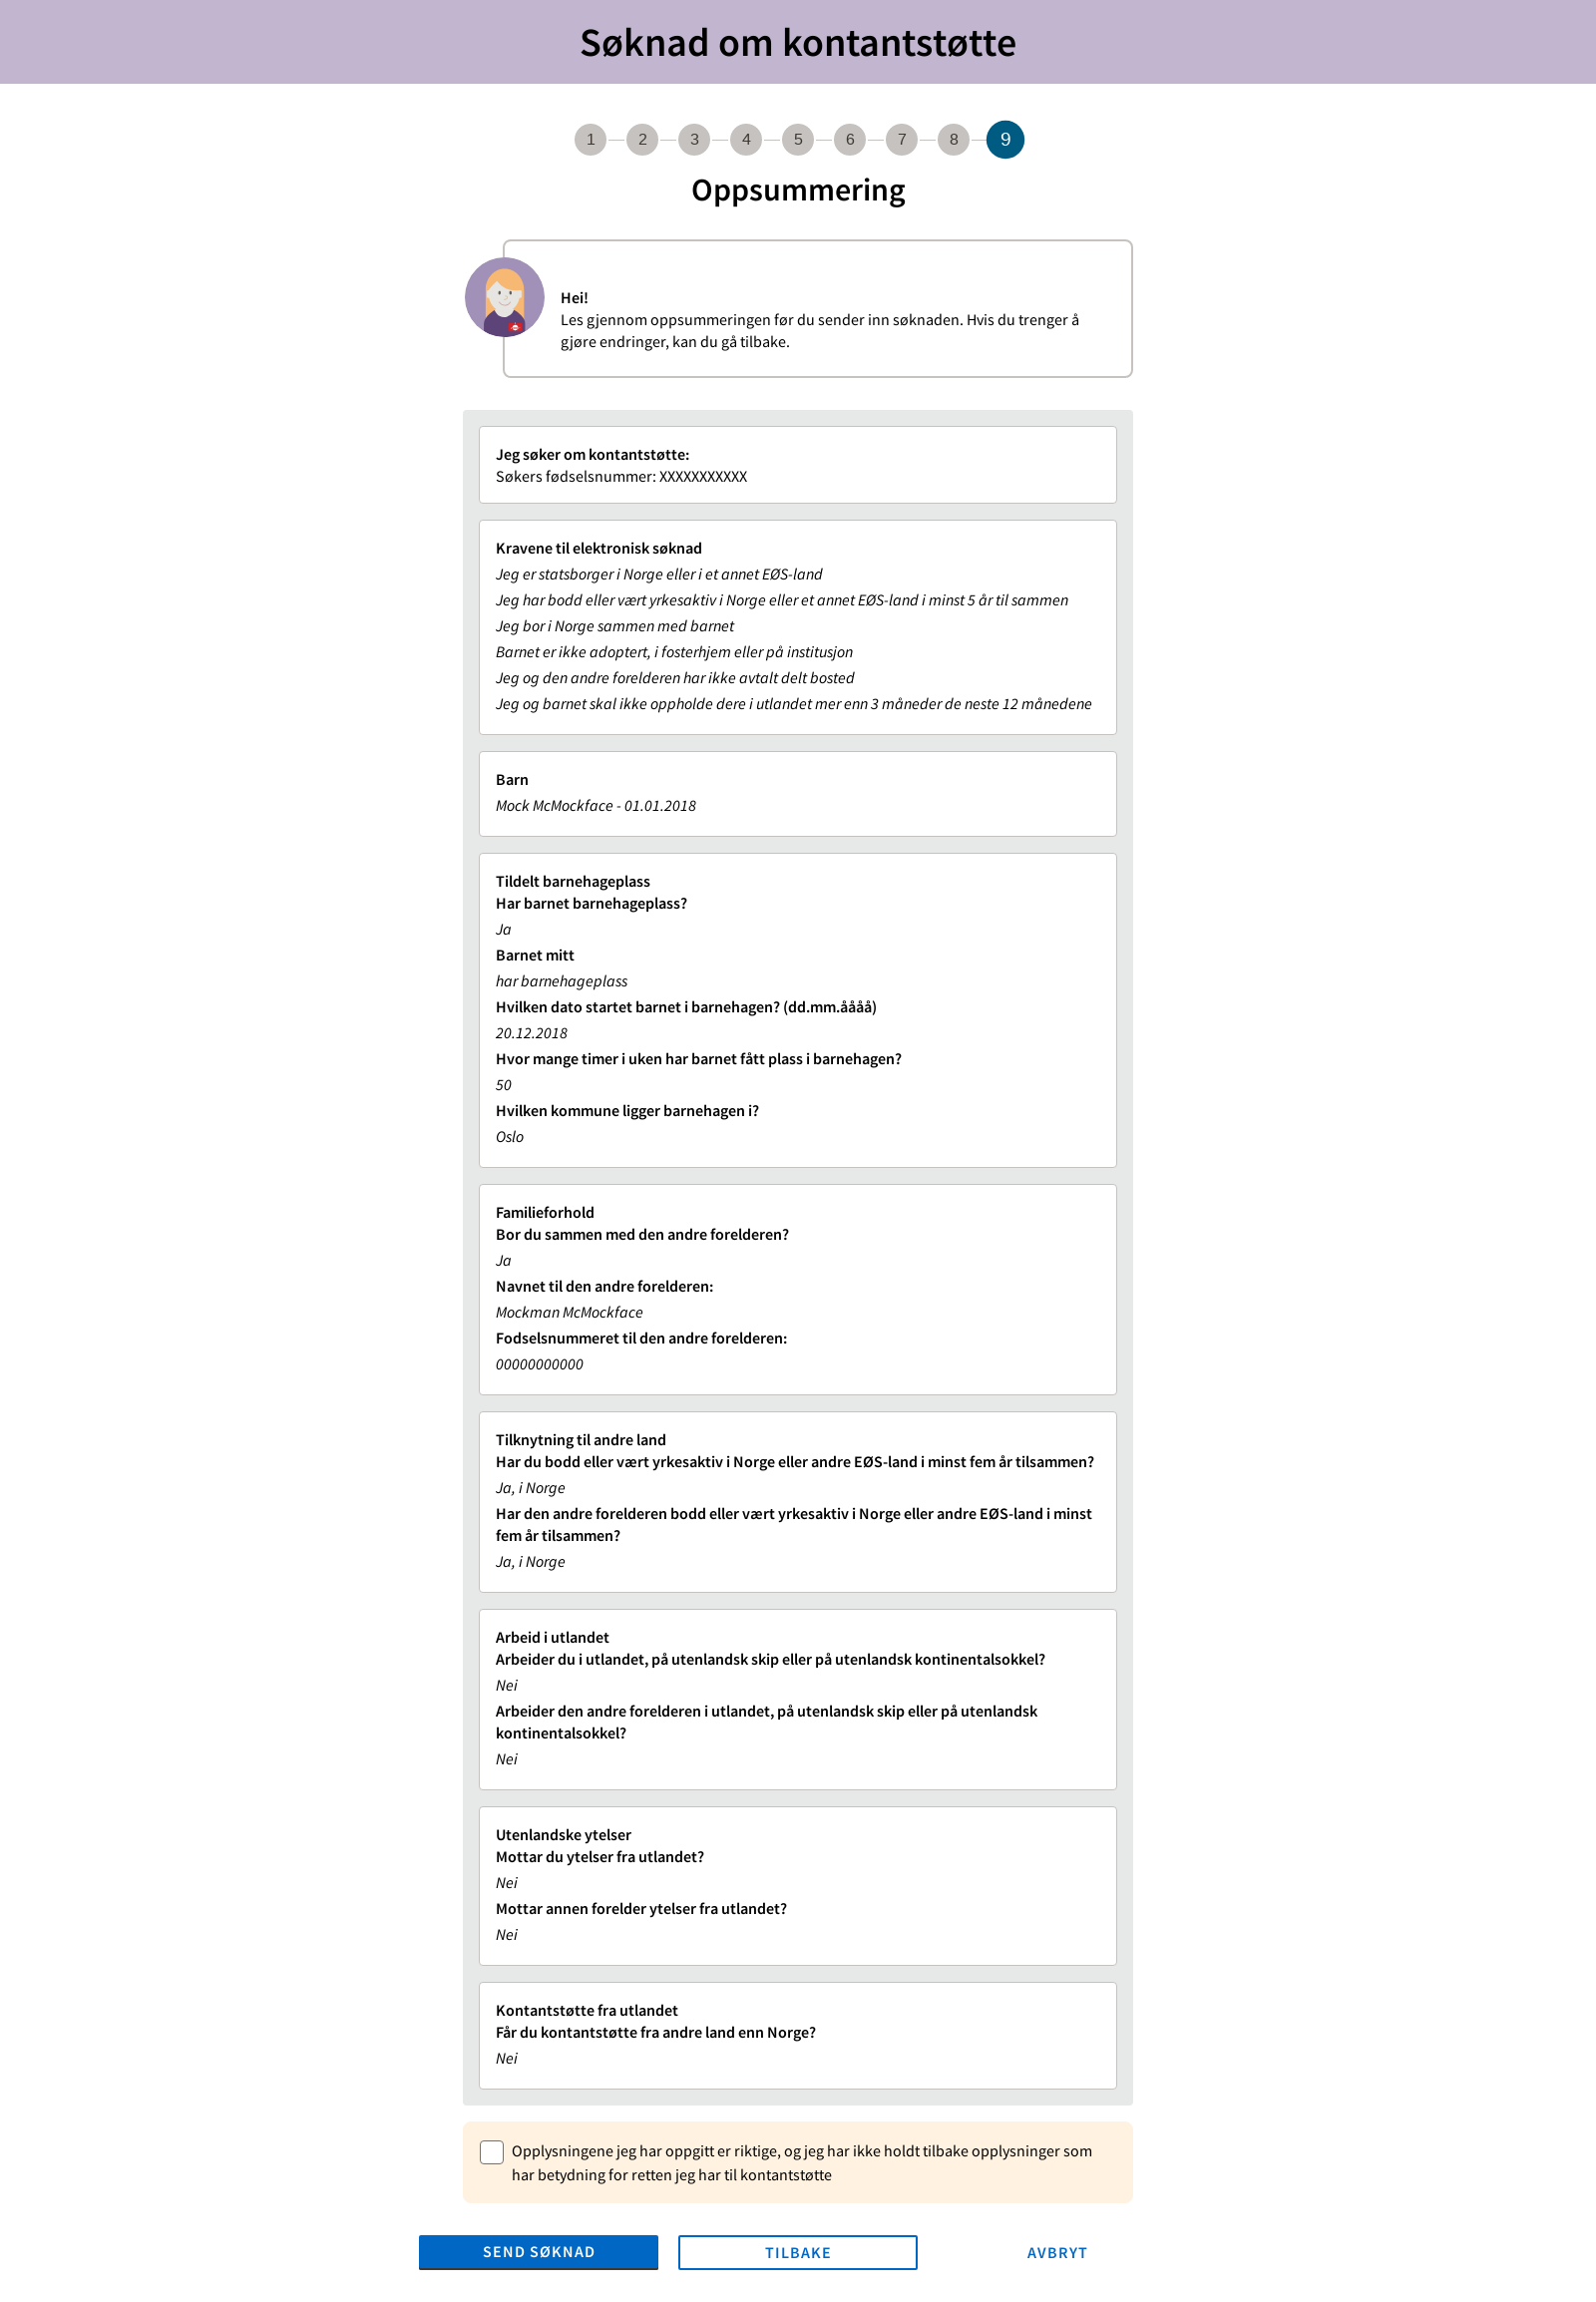 Søknad om kontantstøtte
1 2 3 4 5 6 7 8 9
Oppsummering
Hei!
Les gjennom oppsummeringen før du sender inn søknaden. Hvis du trenger å
gjøre endringer, kan du gå tilbake.
Jeg søker om kontantstøtte:
Søkers fødselsnummer: XXXXXXXXXXX
Kravene til elektronisk søknad
Jeg er statsborger i Norge eller i et annet EØS-land
Jeg har bodd eller vært yrkesaktiv i Norge eller et annet EØS-land i minst 5 år til sammen
Jeg bor i Norge sammen med barnet
Barnet er ikke adoptert, i fosterhjem eller på institusjon
Jeg og den andre forelderen har ikke avtalt delt bosted
Jeg og barnet skal ikke oppholde dere i utlandet mer enn 3 måneder de neste 12 månedene
Barn
Mock McMockface - 01.01.2018
Tildelt barnehageplass
Har barnet barnehageplass?
Ja
Barnet mitt
har barnehageplass
Hvilken dato startet barnet i barnehagen? (dd.mm.åååå)
20.12.2018
Hvor mange timer i uken har barnet fått plass i barnehagen?
50
Hvilken kommune ligger barnehagen i?
Oslo
Familieforhold
Bor du sammen med den andre forelderen?
Ja
Navnet til den andre forelderen:
Mockman McMockface
Fodselsnummeret til den andre forelderen:
00000000000
Tilknytning til andre land
Har du bodd eller vært yrkesaktiv i Norge eller andre EØS-land i minst fem år tilsammen?
Ja, i Norge
Har den andre forelderen bodd eller vært yrkesaktiv i Norge eller andre EØS-land i minst
fem år tilsammen?
Ja, i Norge
Arbeid i utlandet
Arbeider du i utlandet, på utenlandsk skip eller på utenlandsk kontinentalsokkel?
Nei
Arbeider den andre forelderen i utlandet, på utenlandsk skip eller på utenlandsk
kontinentalsokkel?
Nei
Utenlandske ytelser
Mottar du ytelser fra utlandet?
Nei
Mottar annen forelder ytelser fra utlandet?
Nei
Kontantstøtte fra utlandet
Får du kontantstøtte fra andre land enn Norge?
Nei
Opplysningene jeg har oppgitt er riktige, og jeg har ikke holdt tilbake opplysninger som
har betydning for retten jeg har til kontantstøtte
SEND SØKNAD TILBAKE AVBRYT